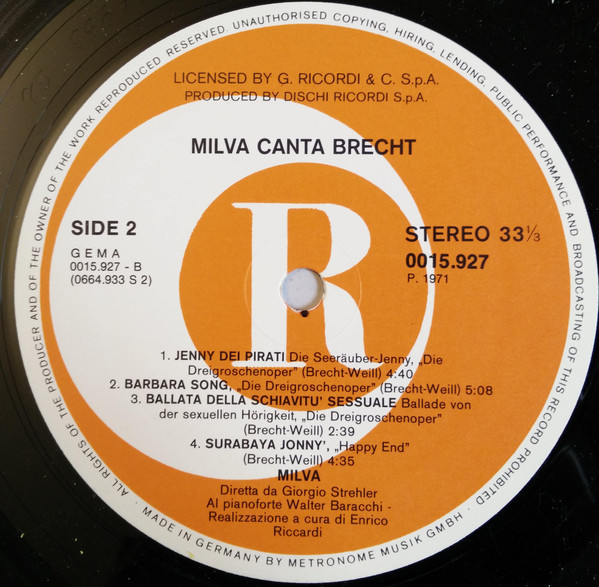 ALL RIGHTS OF THE PRODUCER AND OF THE OWNER OF THE WORK REPRODUCED RESERVED. UNAUTHORISED COPYING, HIRING, LENDING, PUBLIC PERFORMANCE AND BROADCASTING OF THIS RECORD PROHIBITED ·
LICENSED BY G. RICORDI & C. S.p.A.
PRODUCED BY DISCHI RICORDI S.p.A.
MILVA CANTA BRECHT
R
SIDE 2
GEMA
0015.927 - B
(0664.933 S 2)
STEREO 33⅓
0015.927
P. 1971
1. JENNY DEI PIRATI Die Seeräuber-Jenny, „Die
Dreigroschenoper" (Brecht-Weill) 4:40
2. BARBARA SONG, „Die Dreigroschenoper" (Brecht-Weill) 5:08
3. BALLATA DELLA SCHIAVITU' SESSUALE Ballade von
der sexuellen Hörigkeit, „Die Dreigroschenoper"
(Brecht-Weill) 2:39
4. SURABAYA JONNY', „Happy End"
(Brecht-Weill) 4:35
MILVA
Diretta da Giorgio Strehler
Al pianoforte Walter Baracchi -
Realizzazione a cura di Enrico
Riccardi
· MADE IN GERMANY BY METRONOME MUSIK GMBH ·